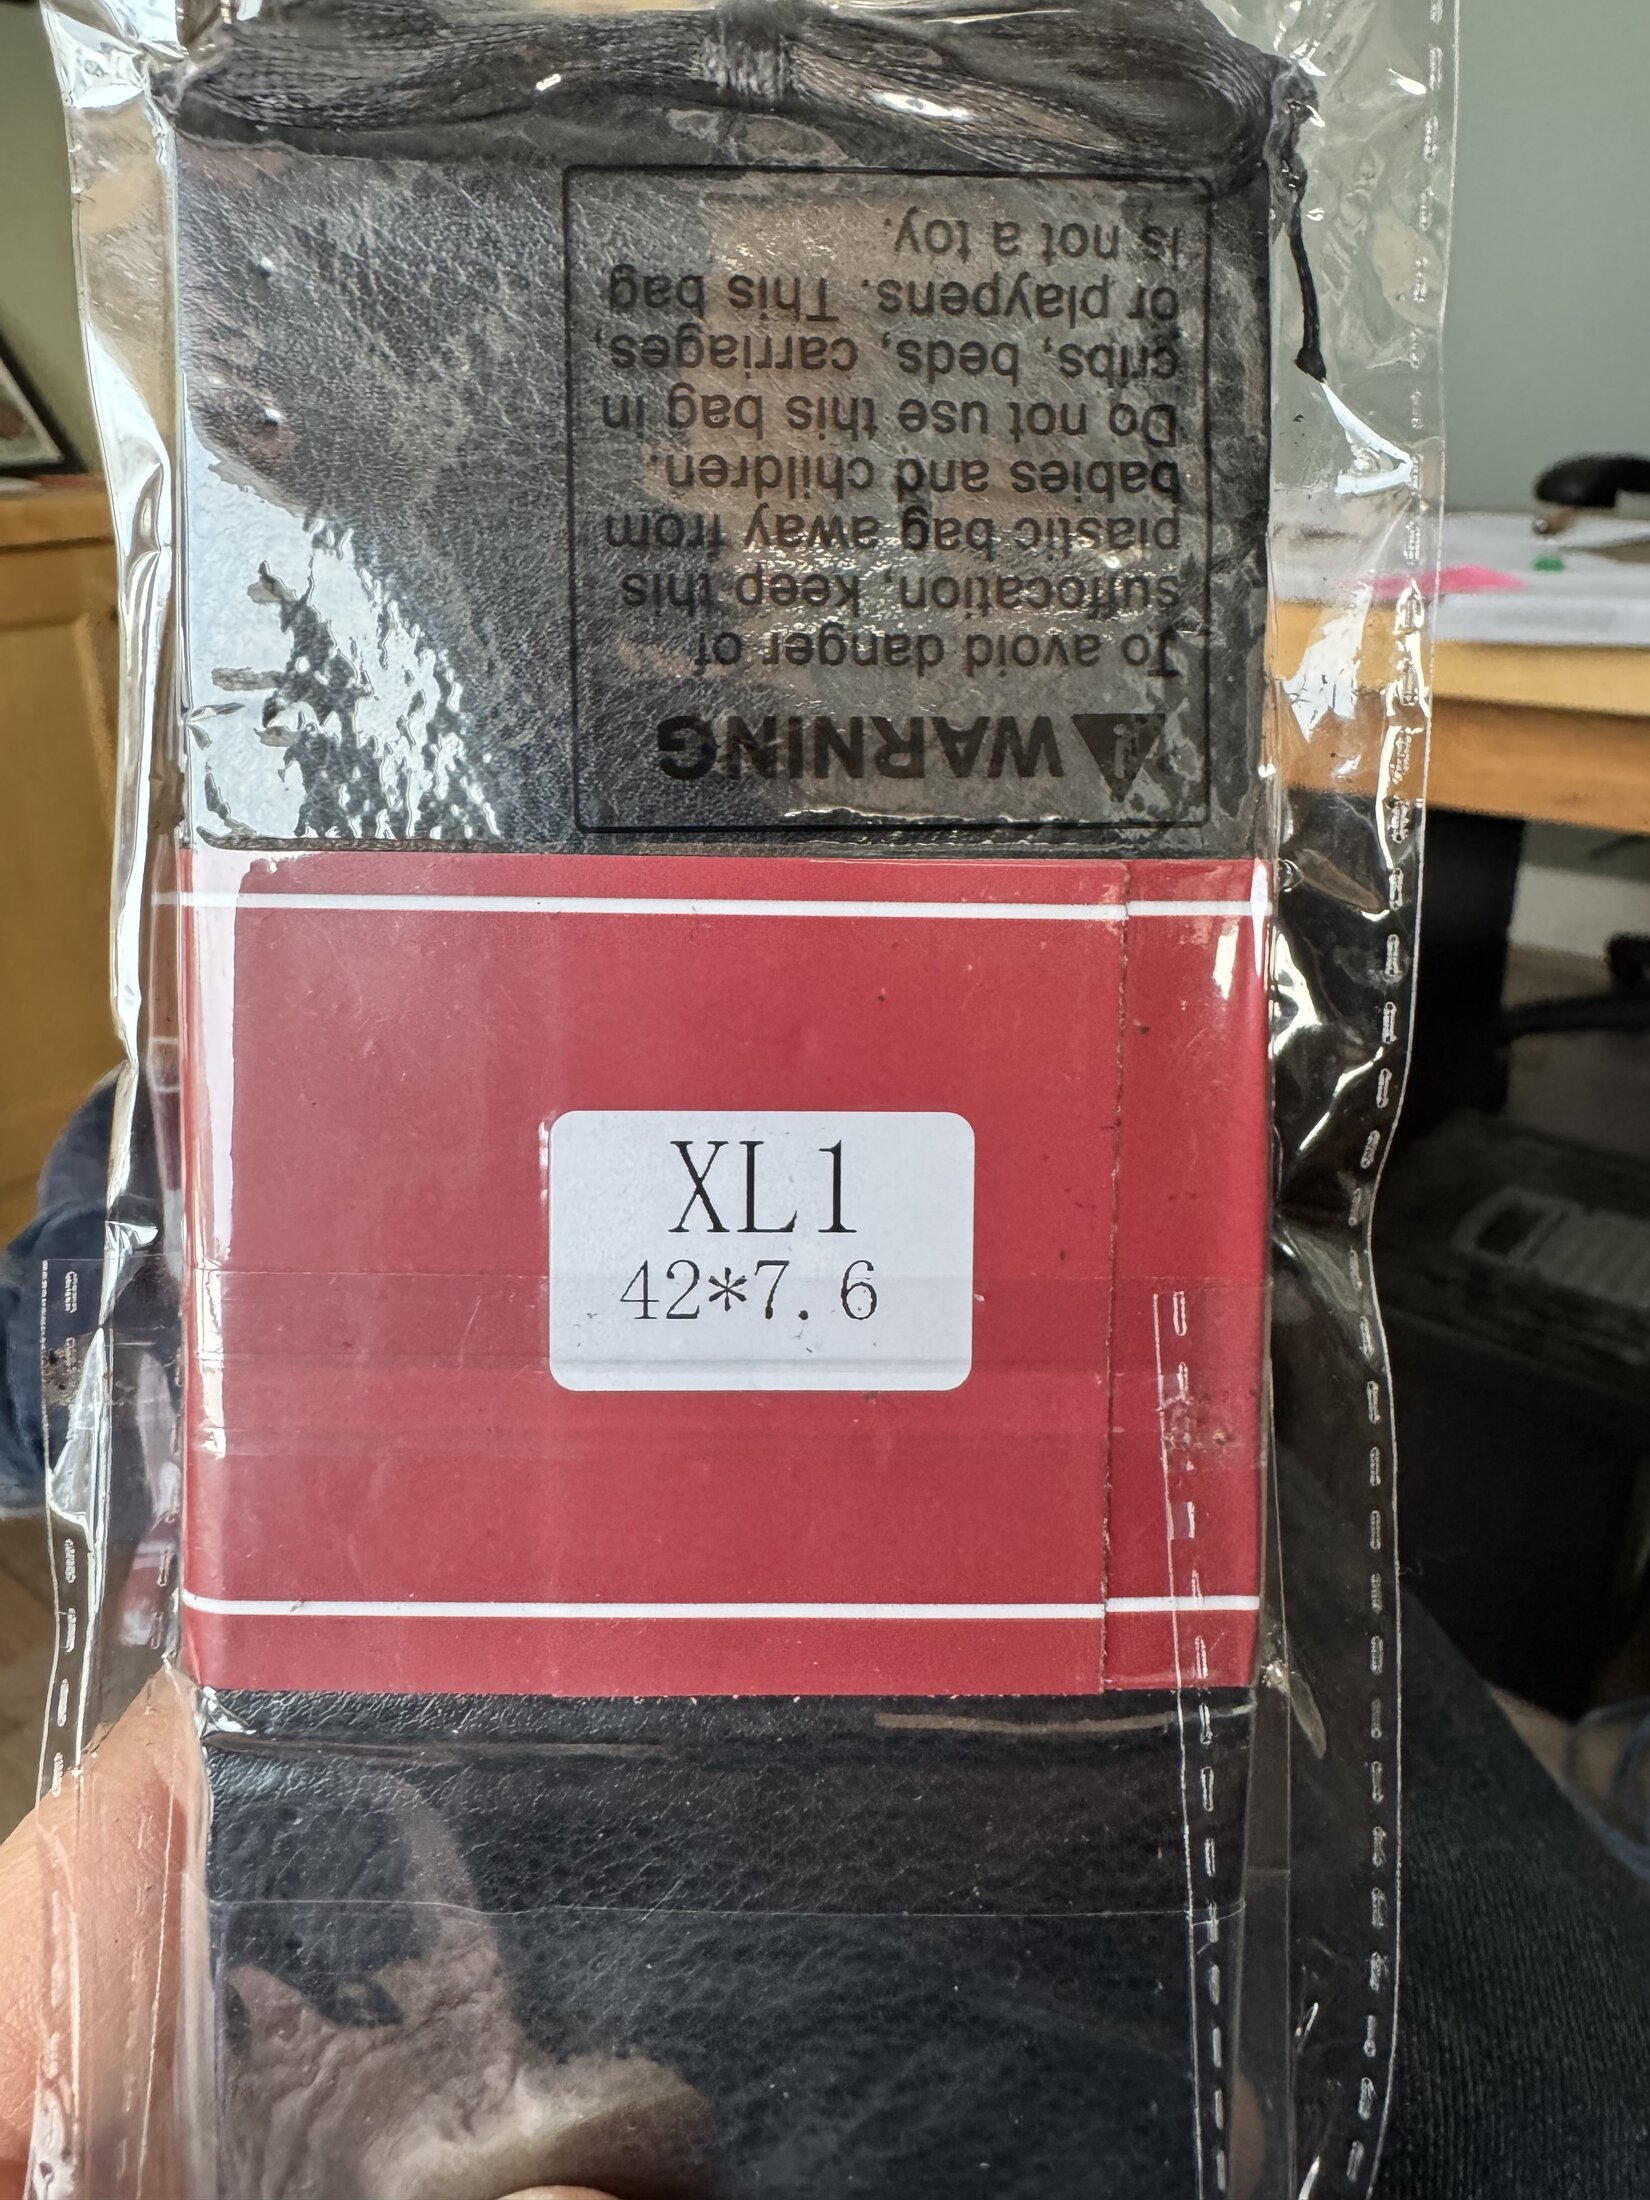 ⚠WARNING
To avoid danger of
suffocation, keep this
plastic bag away from
babies and children.
Do not use this bag in
cribs, beds, carriages,
or playpens. This bag
is not a toy.
XL1
42*7.6